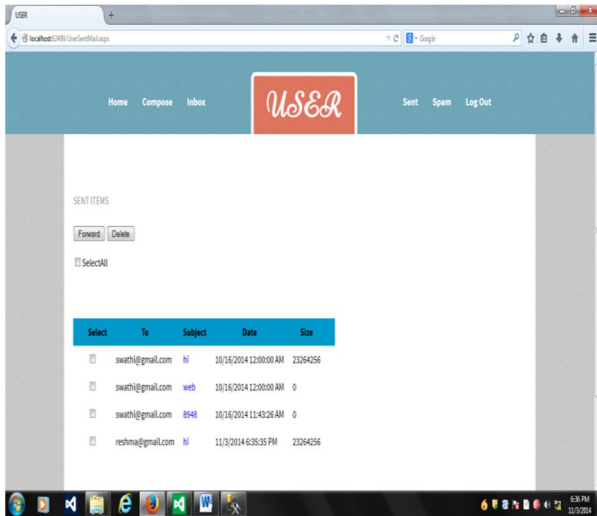 USER
localhost:62499/UserSentMail.aspx
Google
Home Compose Inbox USER Sent Spam Log Out
SENT ITEMS
Forward Delete
SelectAll
Select To Subject Date Size
swathi@gmail.com hi 10/16/2014 12:00:00 AM 23264256
swathi@gmail.com web 10/16/2014 12:00:00 AM 0
swathi@gmail.com 8948 10/16/2014 11:43:26 AM 0
reshma@gmail.com hi 11/3/2014 6:35:35 PM 23264256
6:36 PM
11/3/2014